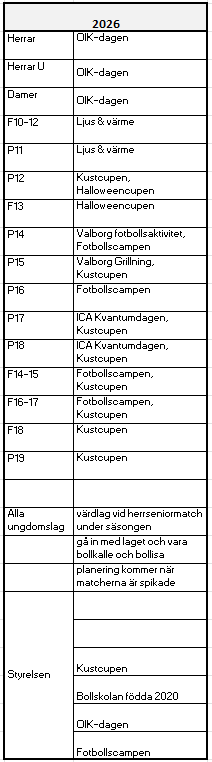 2026
Herrar OIK-dagen
Herrar U OIK-dagen
Damer OIK-dagen
F10-12 Ljus & värme
P11 Ljus & värme
P12 Kustcupen,
Halloweencupen
F13 Halloweencupen
P14 Valborg fotbollsaktivitet,
Fotbollscampen
P15 Valborg Grillning,
Kustcupen
P16 Fotbollscampen
P17 ICA Kvantumdagen,
Kustcupen
P18 ICA Kvantumdagen,
Kustcupen
F14-15 Fotbollscampen,
Kustcupen
F16-17 Fotbollscampen,
Kustcupen
F18 Kustcupen
P19 Kustcupen
Alla värdlag vid herrseniormatch
ungdomslag under säsongen
gå in med laget och vara
bollkalle och bollisa
planering kommer när
matcherna är spikade
Styrelsen
Kustcupen
Bollskolan födda 2020
OIK-dagen
Fotbollscampen